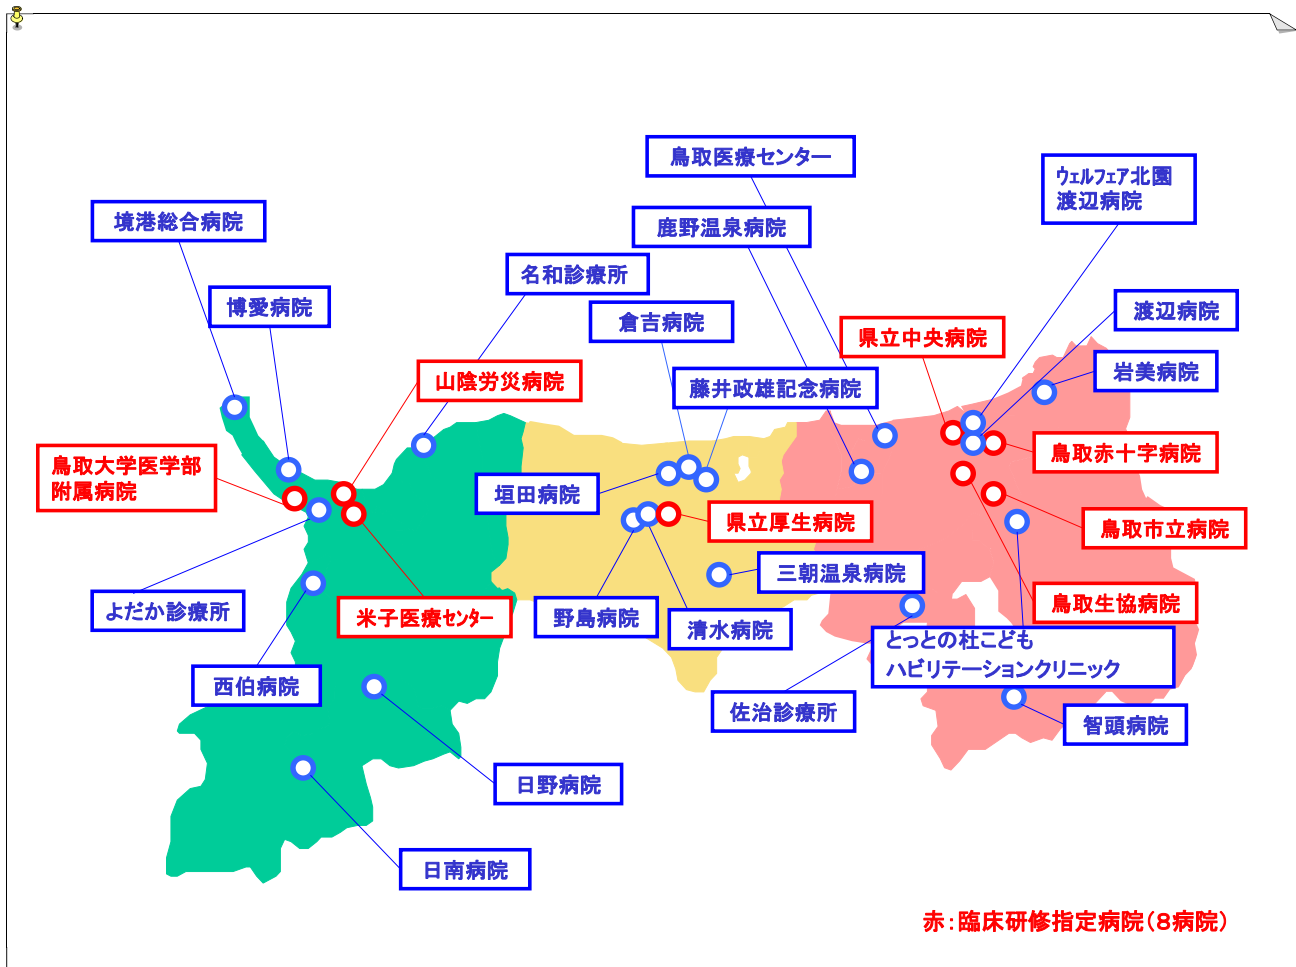 鳥取医療センター
ウェルフェア北園
渡辺病院
境港総合病院
鹿野温泉病院
名和診療所
博愛病院
倉吉病院
渡辺病院
県立中央病院
岩美病院
山陰労災病院
藤井政雄記念病院
鳥取赤十字病院
鳥取大学医学部
附属病院
垣田病院
県立厚生病院
鳥取市立病院
三朝温泉病院
よだか診療所
米子医療センター
野島病院
清水病院
鳥取生協病院
とっとの杜こども
ハビリテーションクリニック
西伯病院
佐治診療所
智頭病院
日野病院
日南病院
赤:臨床研修指定病院(8病院)